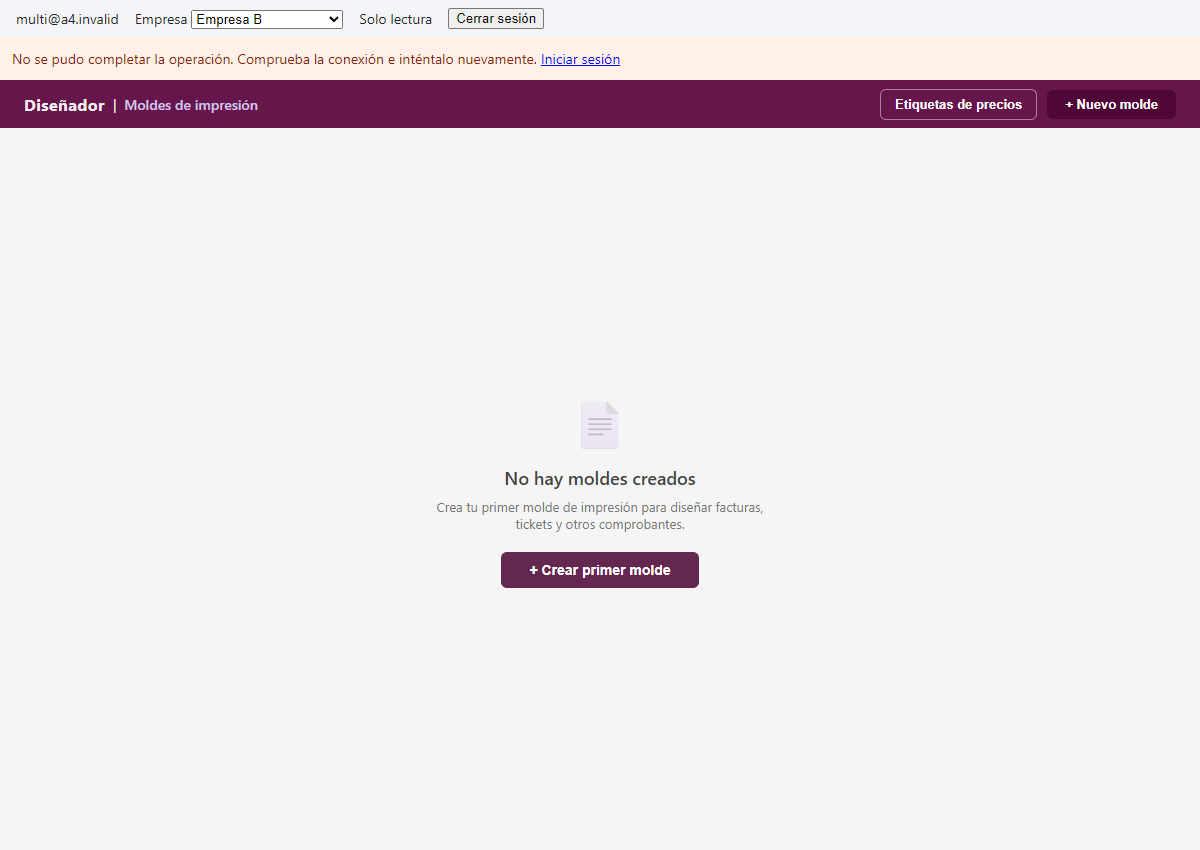 multi@a4.invalid Empresa Empresa B Solo lectura Cerrar sesión
No se pudo completar la operación. Comprueba la conexión e inténtalo nuevamente. Iniciar sesión
Diseñador | Moldes de impresión Etiquetas de precios + Nuevo molde
No hay moldes creados
Crea tu primer molde de impresión para diseñar facturas,
tickets y otros comprobantes.
+ Crear primer molde